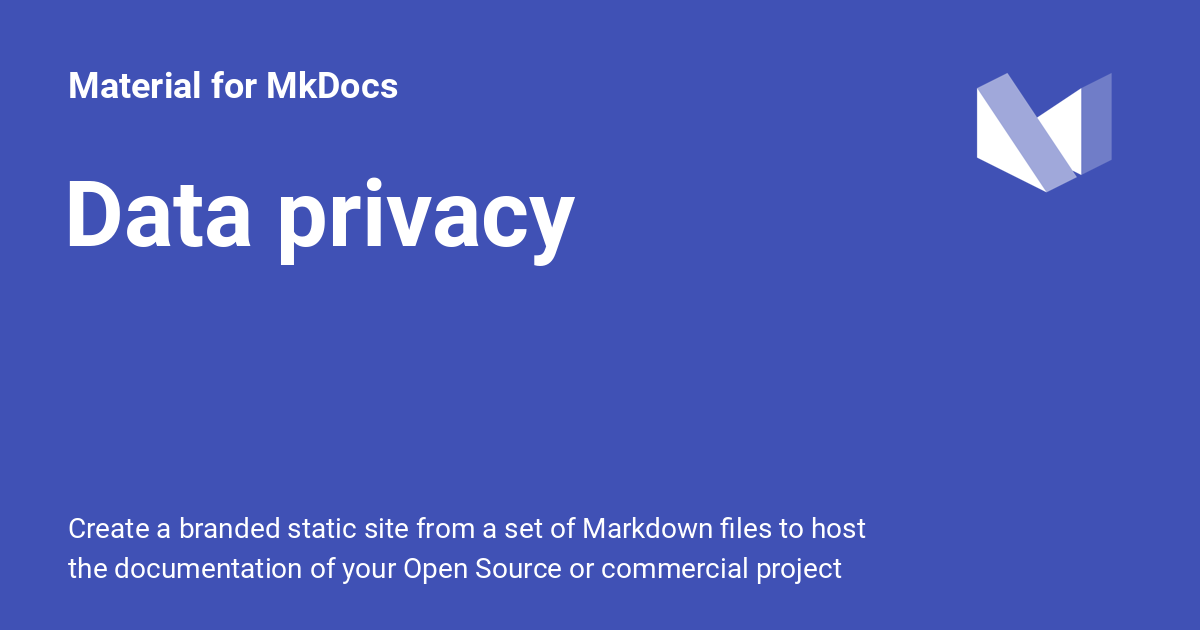 Material for MkDocs
Data privacy
Create a branded static site from a set of Markdown files to host
the documentation of your Open Source or commercial project